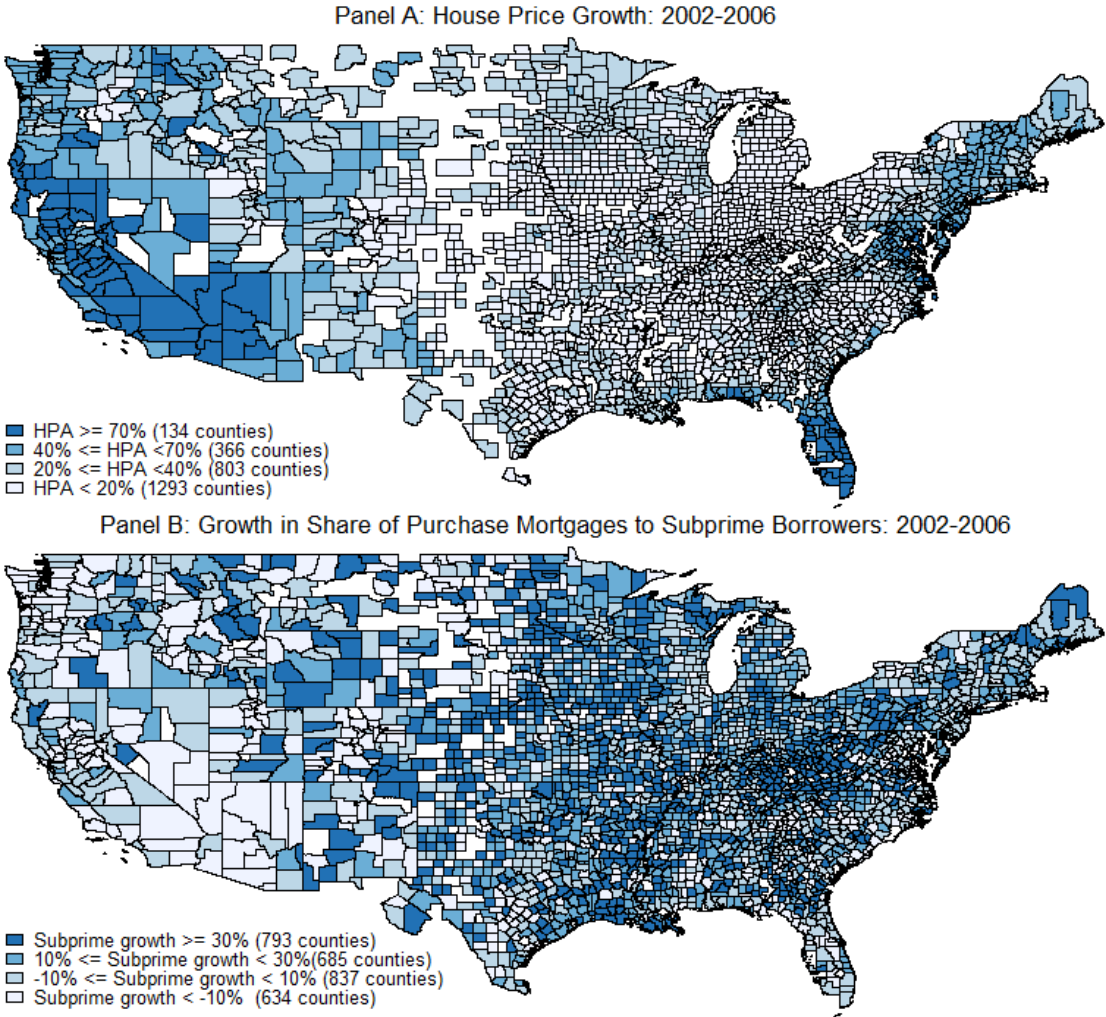 Panel A: House Price Growth: 2002-2006
HPA >= 70% (134 counties)
40% <= HPA <70% (366 counties)
20% <= HPA <40% (803 counties)
HPA < 20% (1293 counties)
Panel B: Growth in Share of Purchase Mortgages to Subprime Borrowers: 2002-2006
Subprime growth >= 30% (793 counties)
10% <= Subprime growth < 30%(685 counties)
-10% <= Subprime growth < 10% (837 counties)
Subprime growth < -10%  (634 counties)